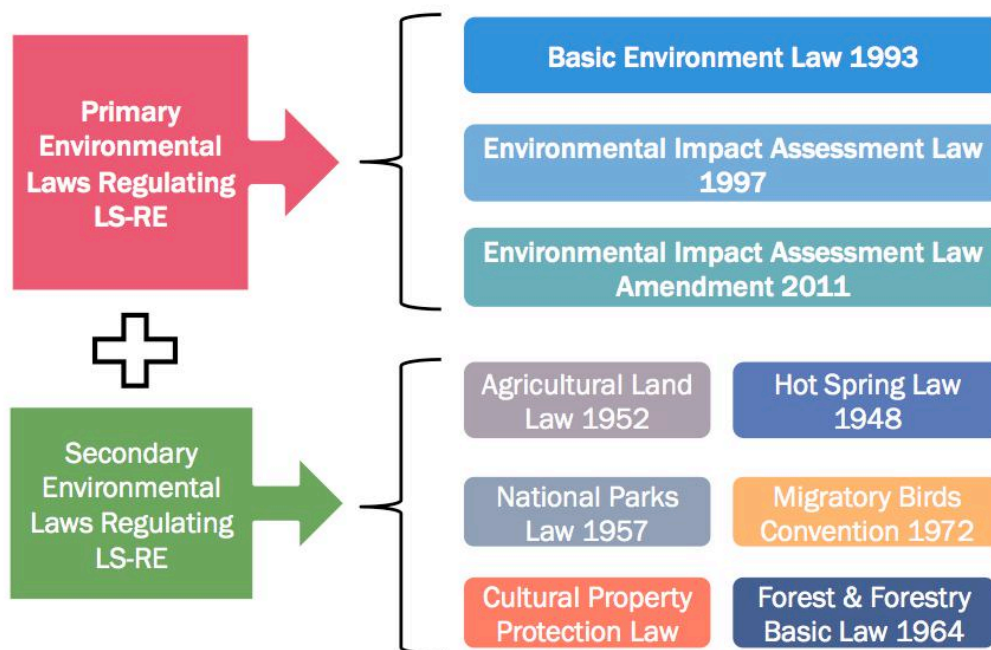 Primary
Environmental
Laws Regulating
LS-RE
Basic Environment Law 1993
Environmental Impact Assessment Law
1997
Environmental Impact Assessment Law
Amendment 2011
Secondary
Environmental
Laws Regulating
LS-RE
Agricultural Land
Law 1952
Hot Spring Law
1948
National Parks
Law 1957
Migratory Birds
Convention 1972
Cultural Property
Protection Law
Forest & Forestry
Basic Law 1964